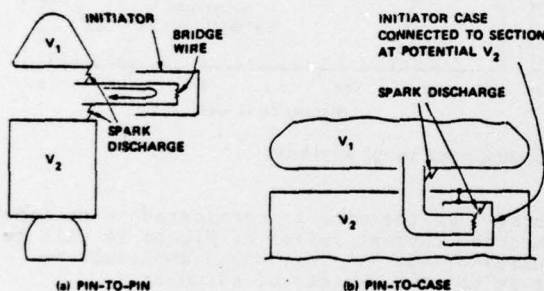 INITIATOR
BRIDGE
WIRE
V1
SPARK
DISCHARGE
V2
(a) PIN-TO-PIN
INITIATOR CASE
CONNECTED TO SECTION
AT POTENTIAL V2
SPARK DISCHARGE
V1
V2
(b) PIN-TO-CASE